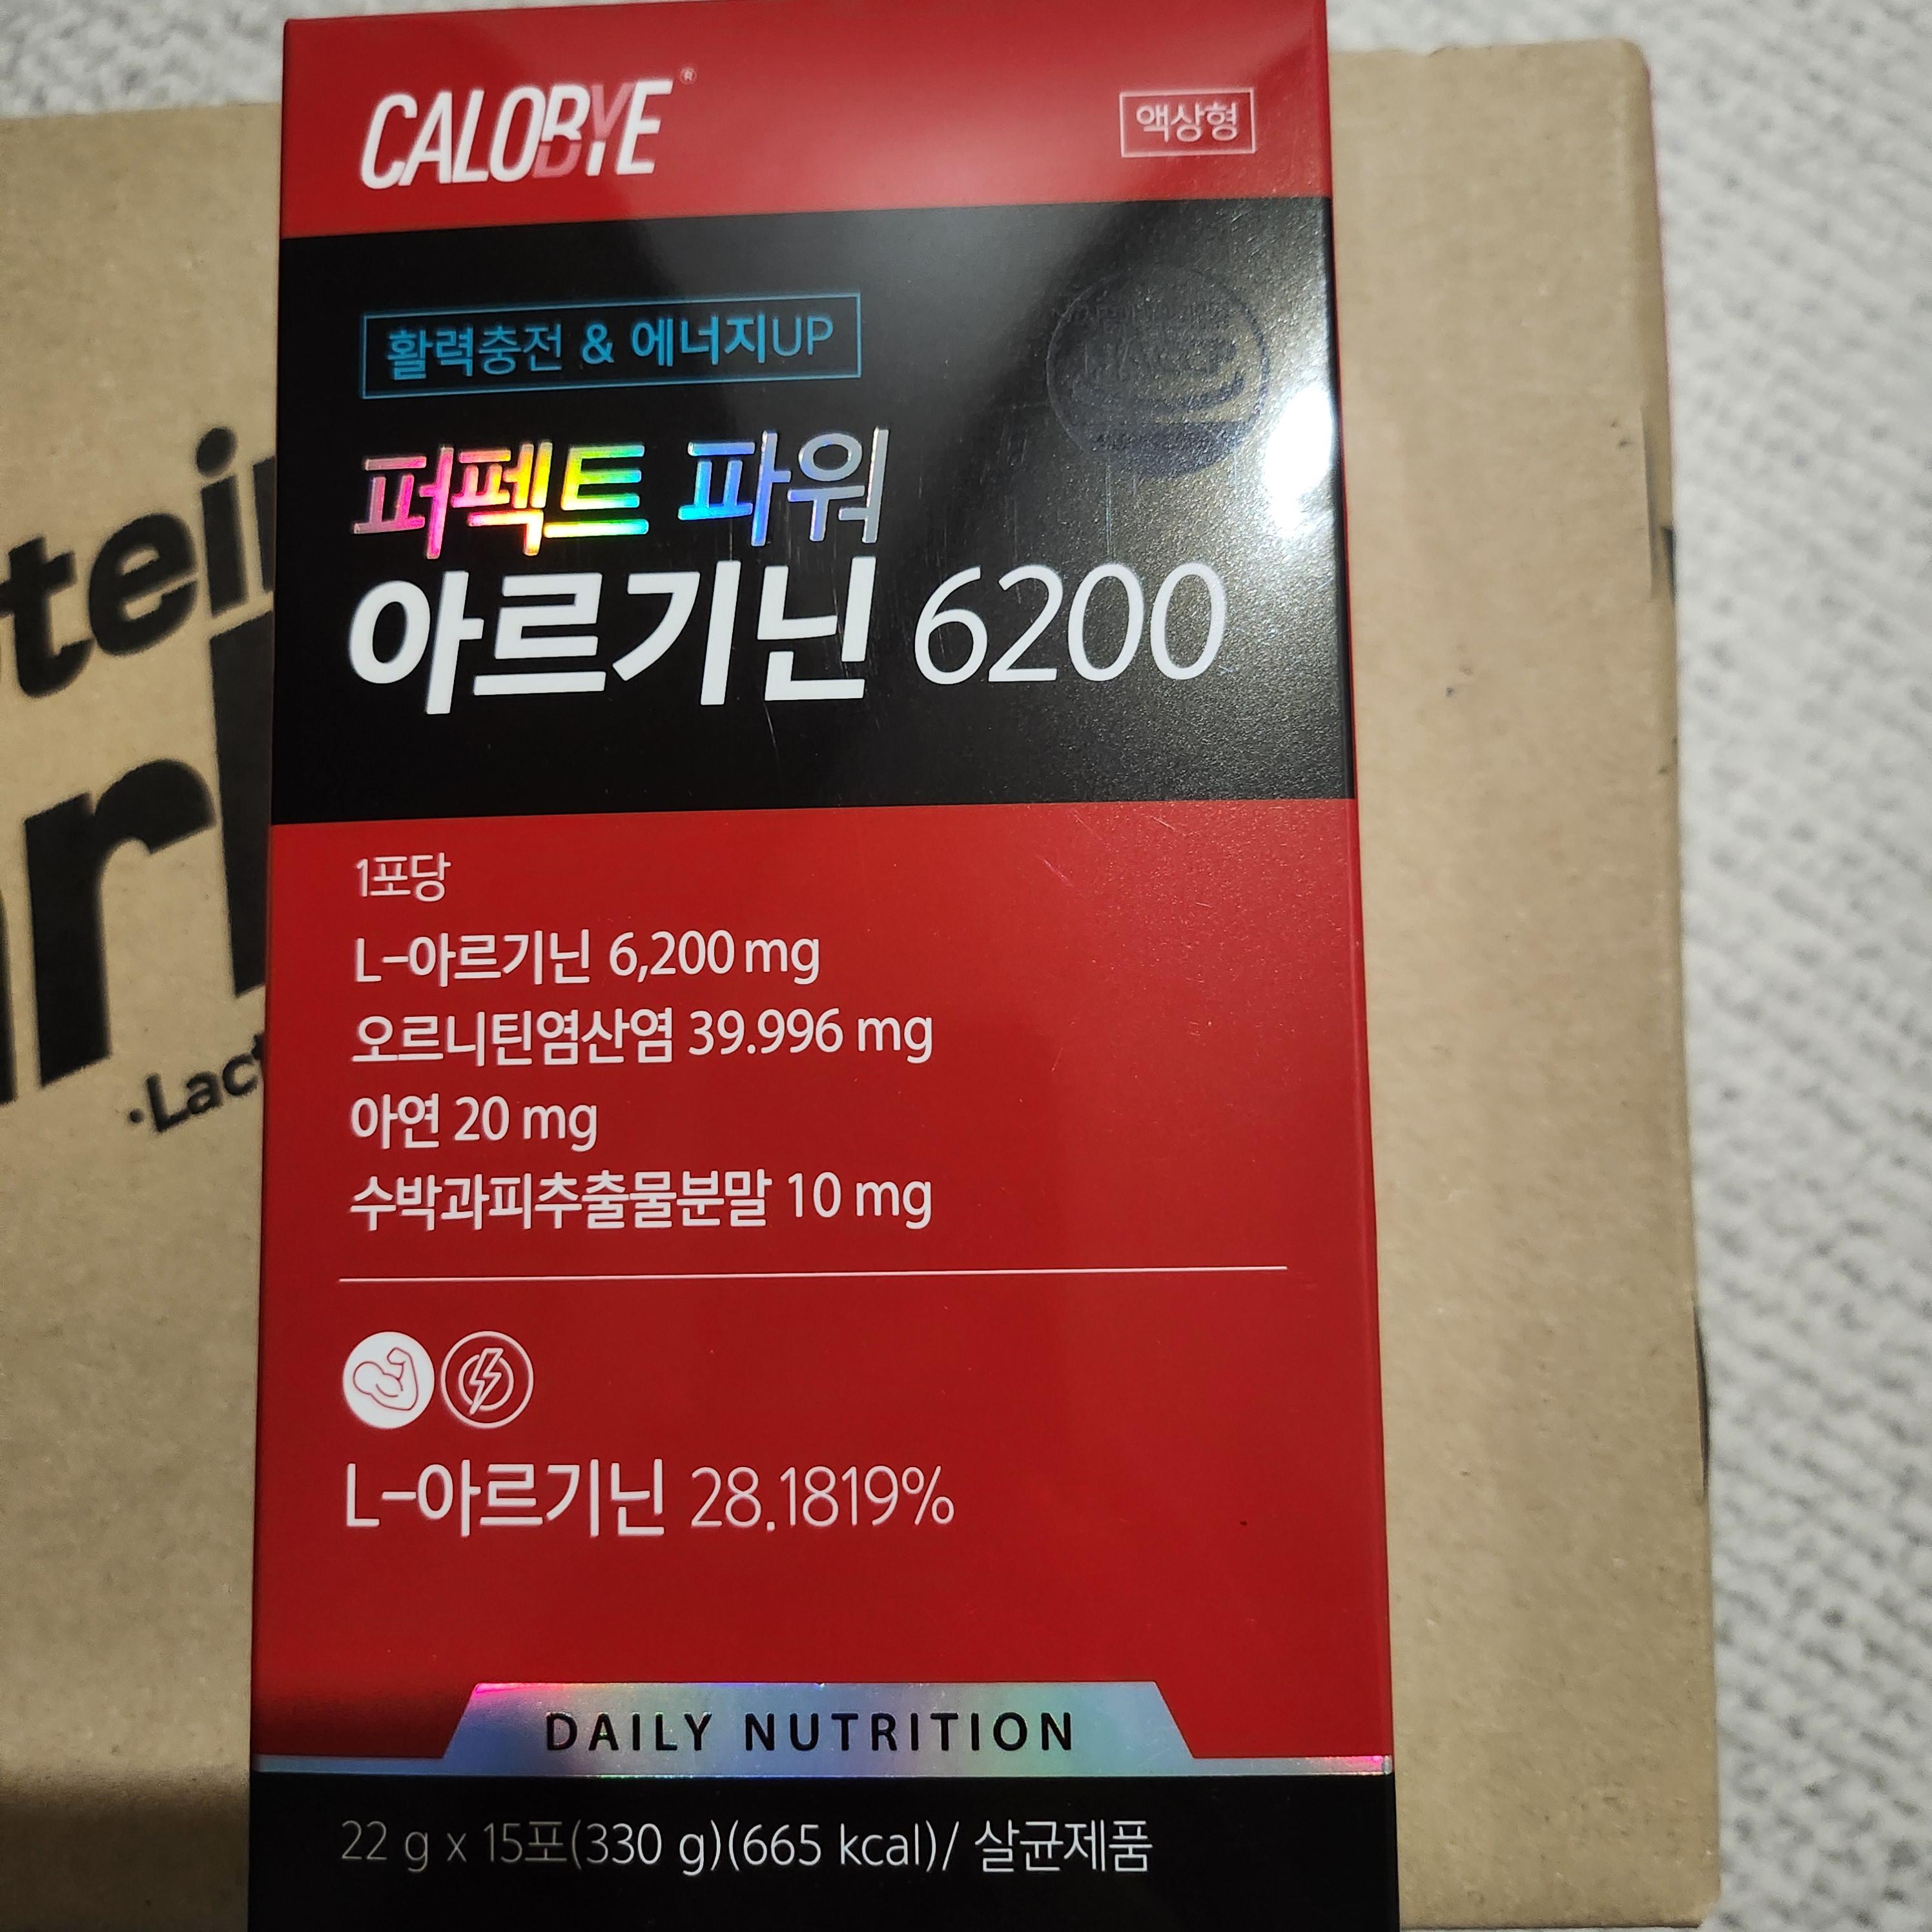 CALOBYE®
액상형
활력충전 & 에너지UP
HACCP
퍼펙트 파워
아르기닌 6200
1포당
L-아르기닌 6,200 mg
오르니틴염산염 39.996 mg
아연 20 mg
수박과피추출물분말 10 mg
L-아르기닌 28.1819%
DAILY NUTRITION
22 g x 15포(330 g)(665 kcal)/ 살균제품